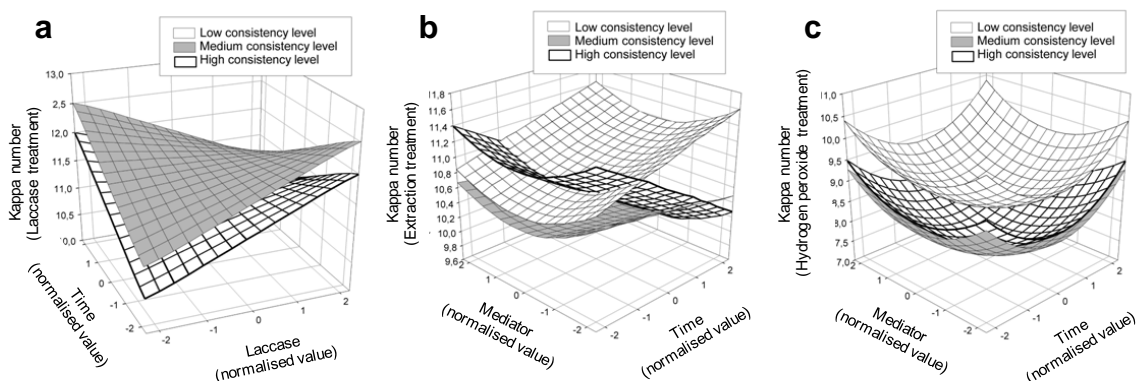 a
Low consistency level
Medium consistency level
High consistency level
Kappa number
(Laccase treatment)
13,0
2,5
12,0
11,5
11,0
10,5
0,0
1
0
-1
-2
Time
(normalised value)
-2
-1
0
1
2
Laccase
(normalised value)
b
Low consistency level
Medium consistency level
High consistency level
Kappa number
(Extraction treatment)
11,8
11,6
11,4
11,2
11,0
10,8
10,6
10,4
10,2
10,0
9,8
9,6
2
1
0
-1
-2
Mediator
(normalised value)
-2
-1
0
1
2
Time
(normalised value)
c
Low consistency level
Medium consistency level
High consistency level
Kappa number
(Hydrogen peroxide treatment)
11,0
10,5
10,0
9,5
9,0
8,5
8,0
7,5
7,0
2
1
0
-1
-2
Mediator
(normalised value)
-2
-1
0
1
2
Time
(normalised value)